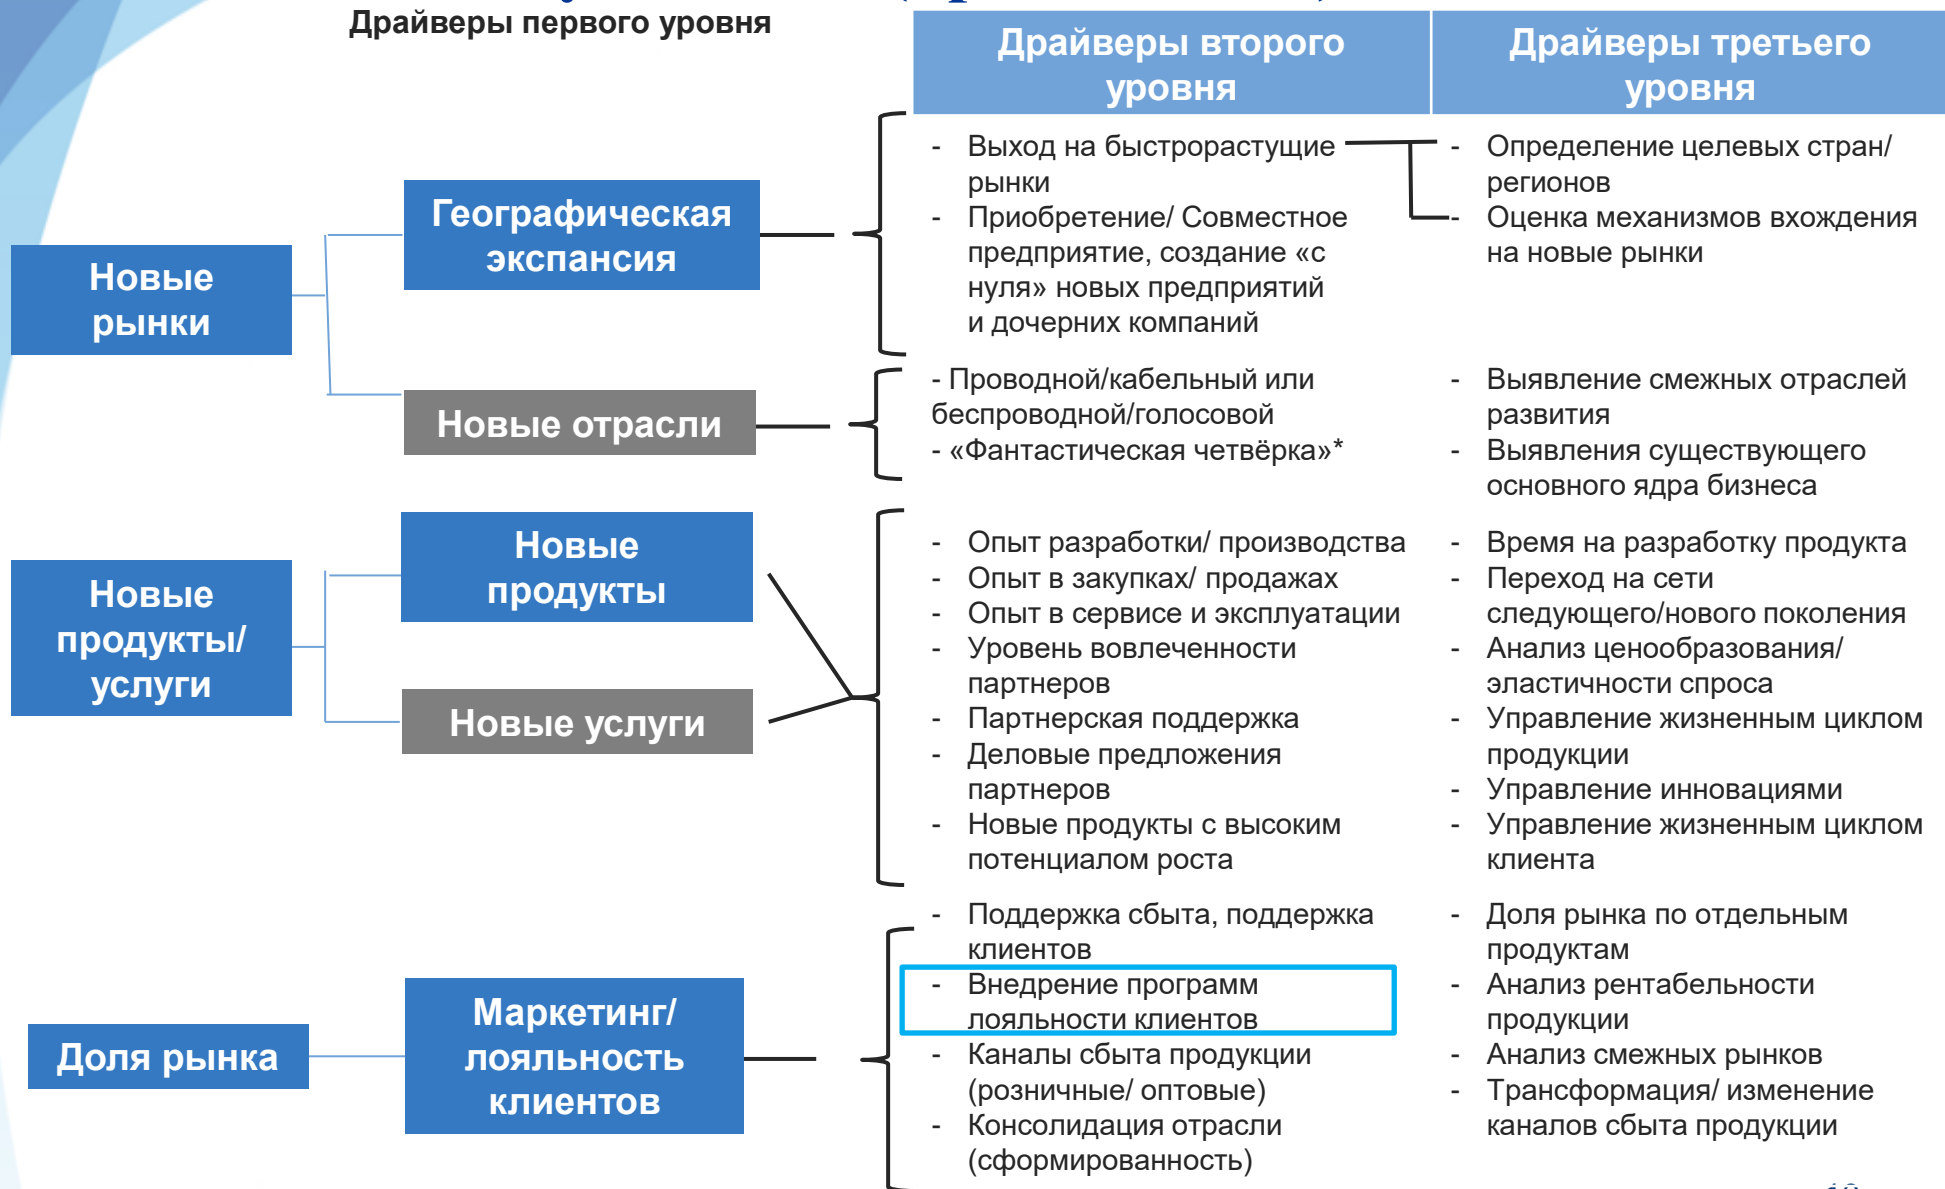 Драйверы первого уровня
Драйверы второго
уровня
Драйверы третьего
уровня
Новые
рынки
Географическая
экспансия
- Выход на быстрорастущие
рынки
- Приобретение/ Совместное
предприятие, создание «с
нуля» новых предприятий
и дочерних компаний
- Определение целевых стран/
регионов
- Оценка механизмов вхождения
на новые рынки
Новые отрасли
- Проводной/кабельный или
беспроводной/голосовой
- «Фантастическая четвёрка»*
- Выявление смежных отраслей
развития
- Выявления существующего
основного ядра бизнеса
Новые
продукты/
услуги
Новые
продукты
Новые услуги
- Опыт разработки/ производства
- Опыт в закупках/ продажах
- Опыт в сервисе и эксплуатации
- Уровень вовлеченности
партнеров
- Партнерская поддержка
- Деловые предложения
партнеров
- Новые продукты с высоким
потенциалом роста
- Время на разработку продукта
- Переход на сети
следующего/нового поколения
- Анализ ценообразования/
эластичности спроса
- Управление жизненным циклом
продукции
- Управление инновациями
- Управление жизненным циклом
клиента
Доля рынка
Маркетинг/
лояльность
клиентов
- Поддержка сбыта, поддержка
клиентов
- Внедрение программ
лояльности клиентов
- Каналы сбыта продукции
(розничные/ оптовые)
- Консолидация отрасли
(сформированность)
- Доля рынка по отдельным
продуктам
- Анализ рентабельности
продукции
- Анализ смежных рынков
- Трансформация/ изменение
каналов сбыта продукции